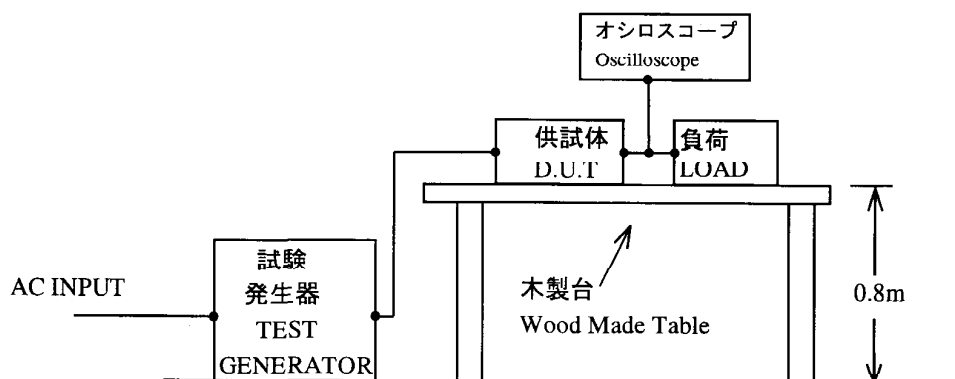 オシロスコープ
Oscilloscope
供試体
D.U.T
負荷
LOAD
試験
発生器
TEST
GENERATOR
AC INPUT
木製台
Wood Made Table
0.8m